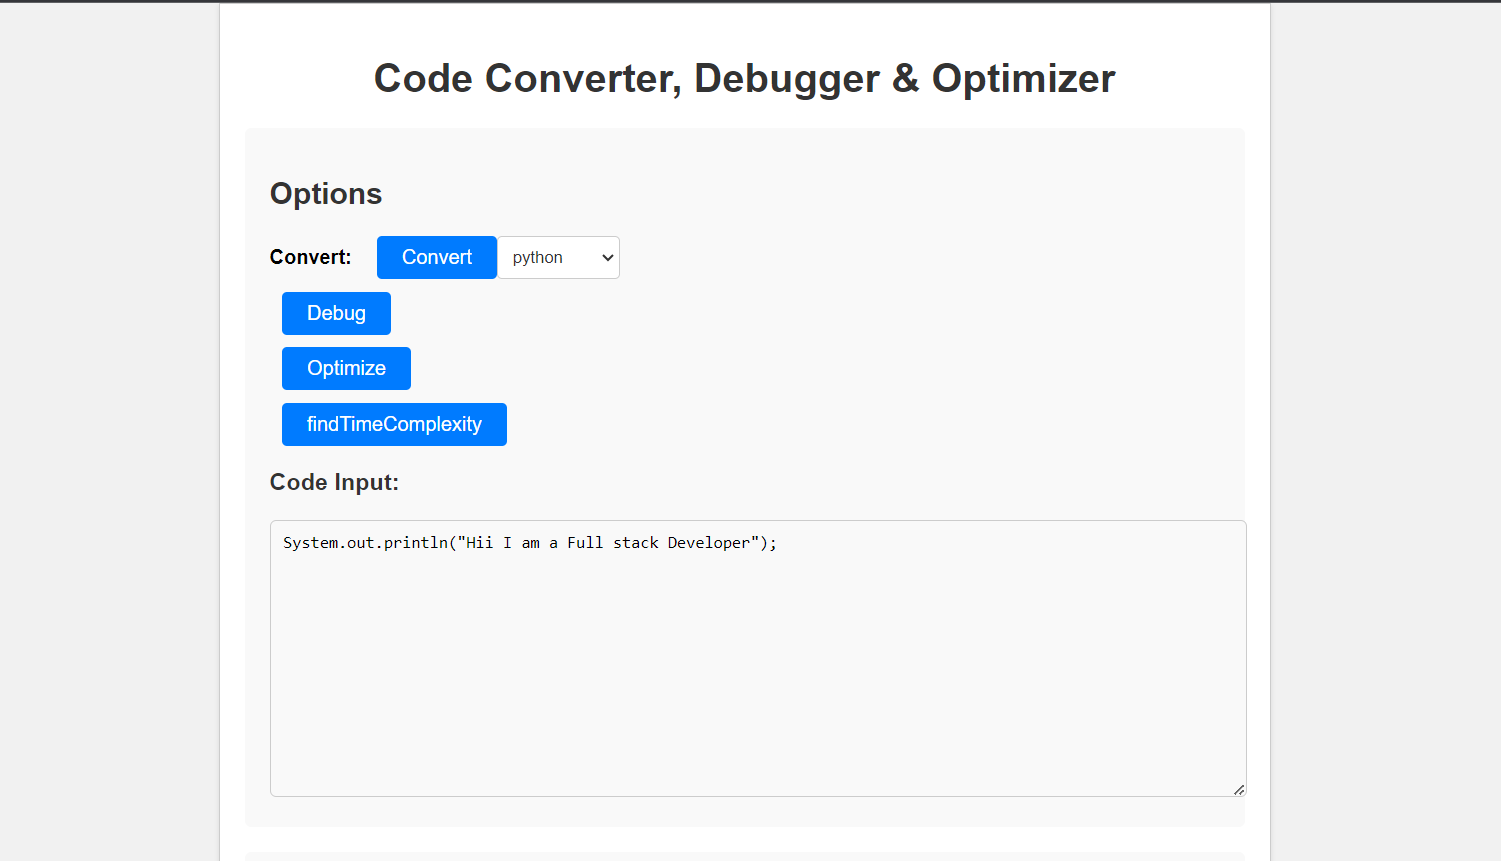 Code Converter, Debugger & Optimizer
Options
Convert: Convert python
Debug
Optimize
findTimeComplexity
Code Input:
System.out.println("Hii I am a Full stack Developer");